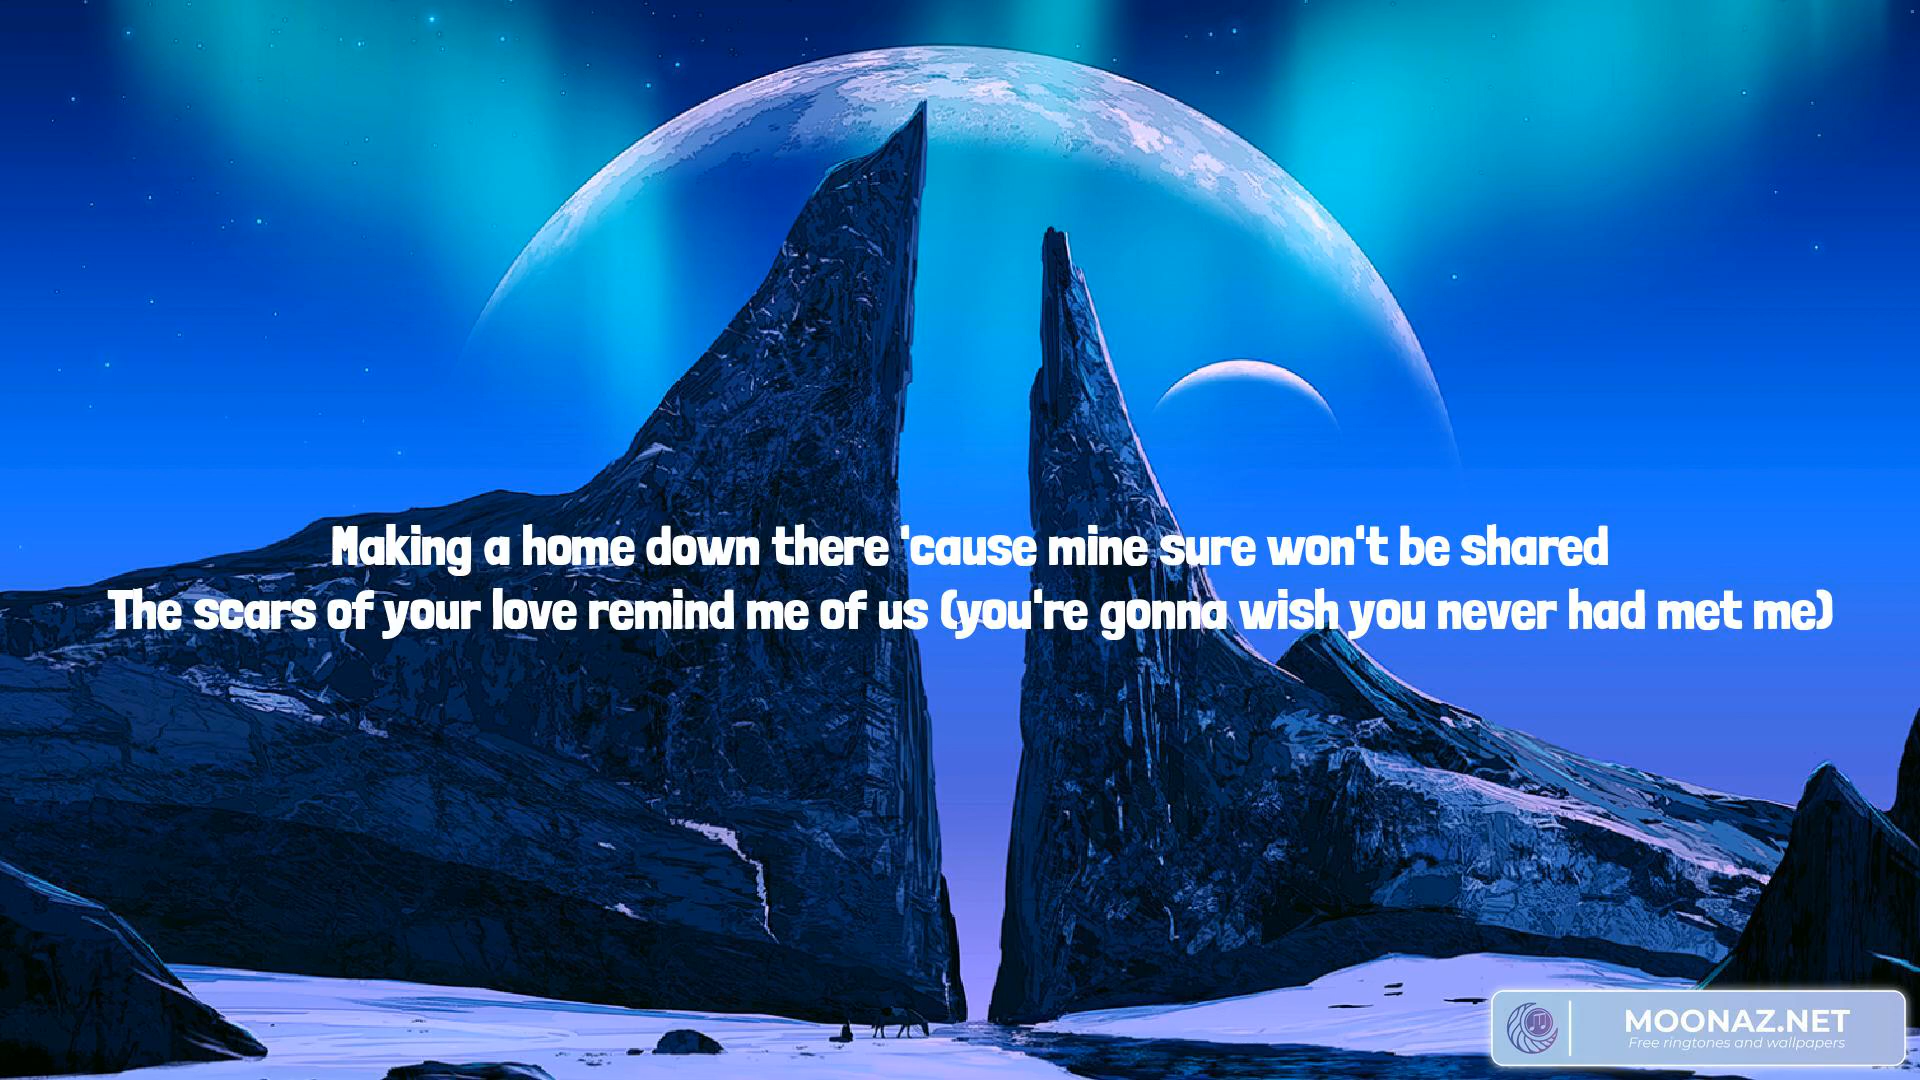 Making a home down there 'cause mine sure won't be shared
The scars of your love remind me of us (you're gonna wish you never had met me)
MOONAZ.NET
Free ringtones and wallpapers